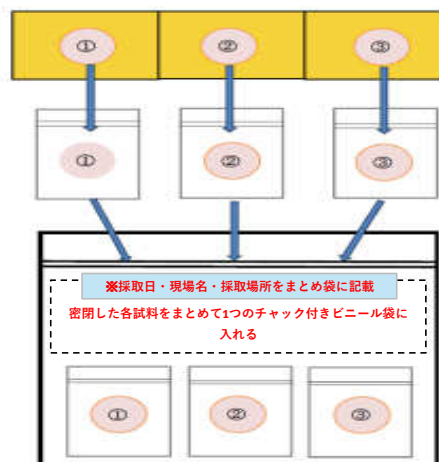 ① ② ③
① ② ③
※採取日・現場名・採取場所をまとめ袋に記載
密閉した各試料をまとめて1つのチャック付きビニール袋に
入れる
① ② ③